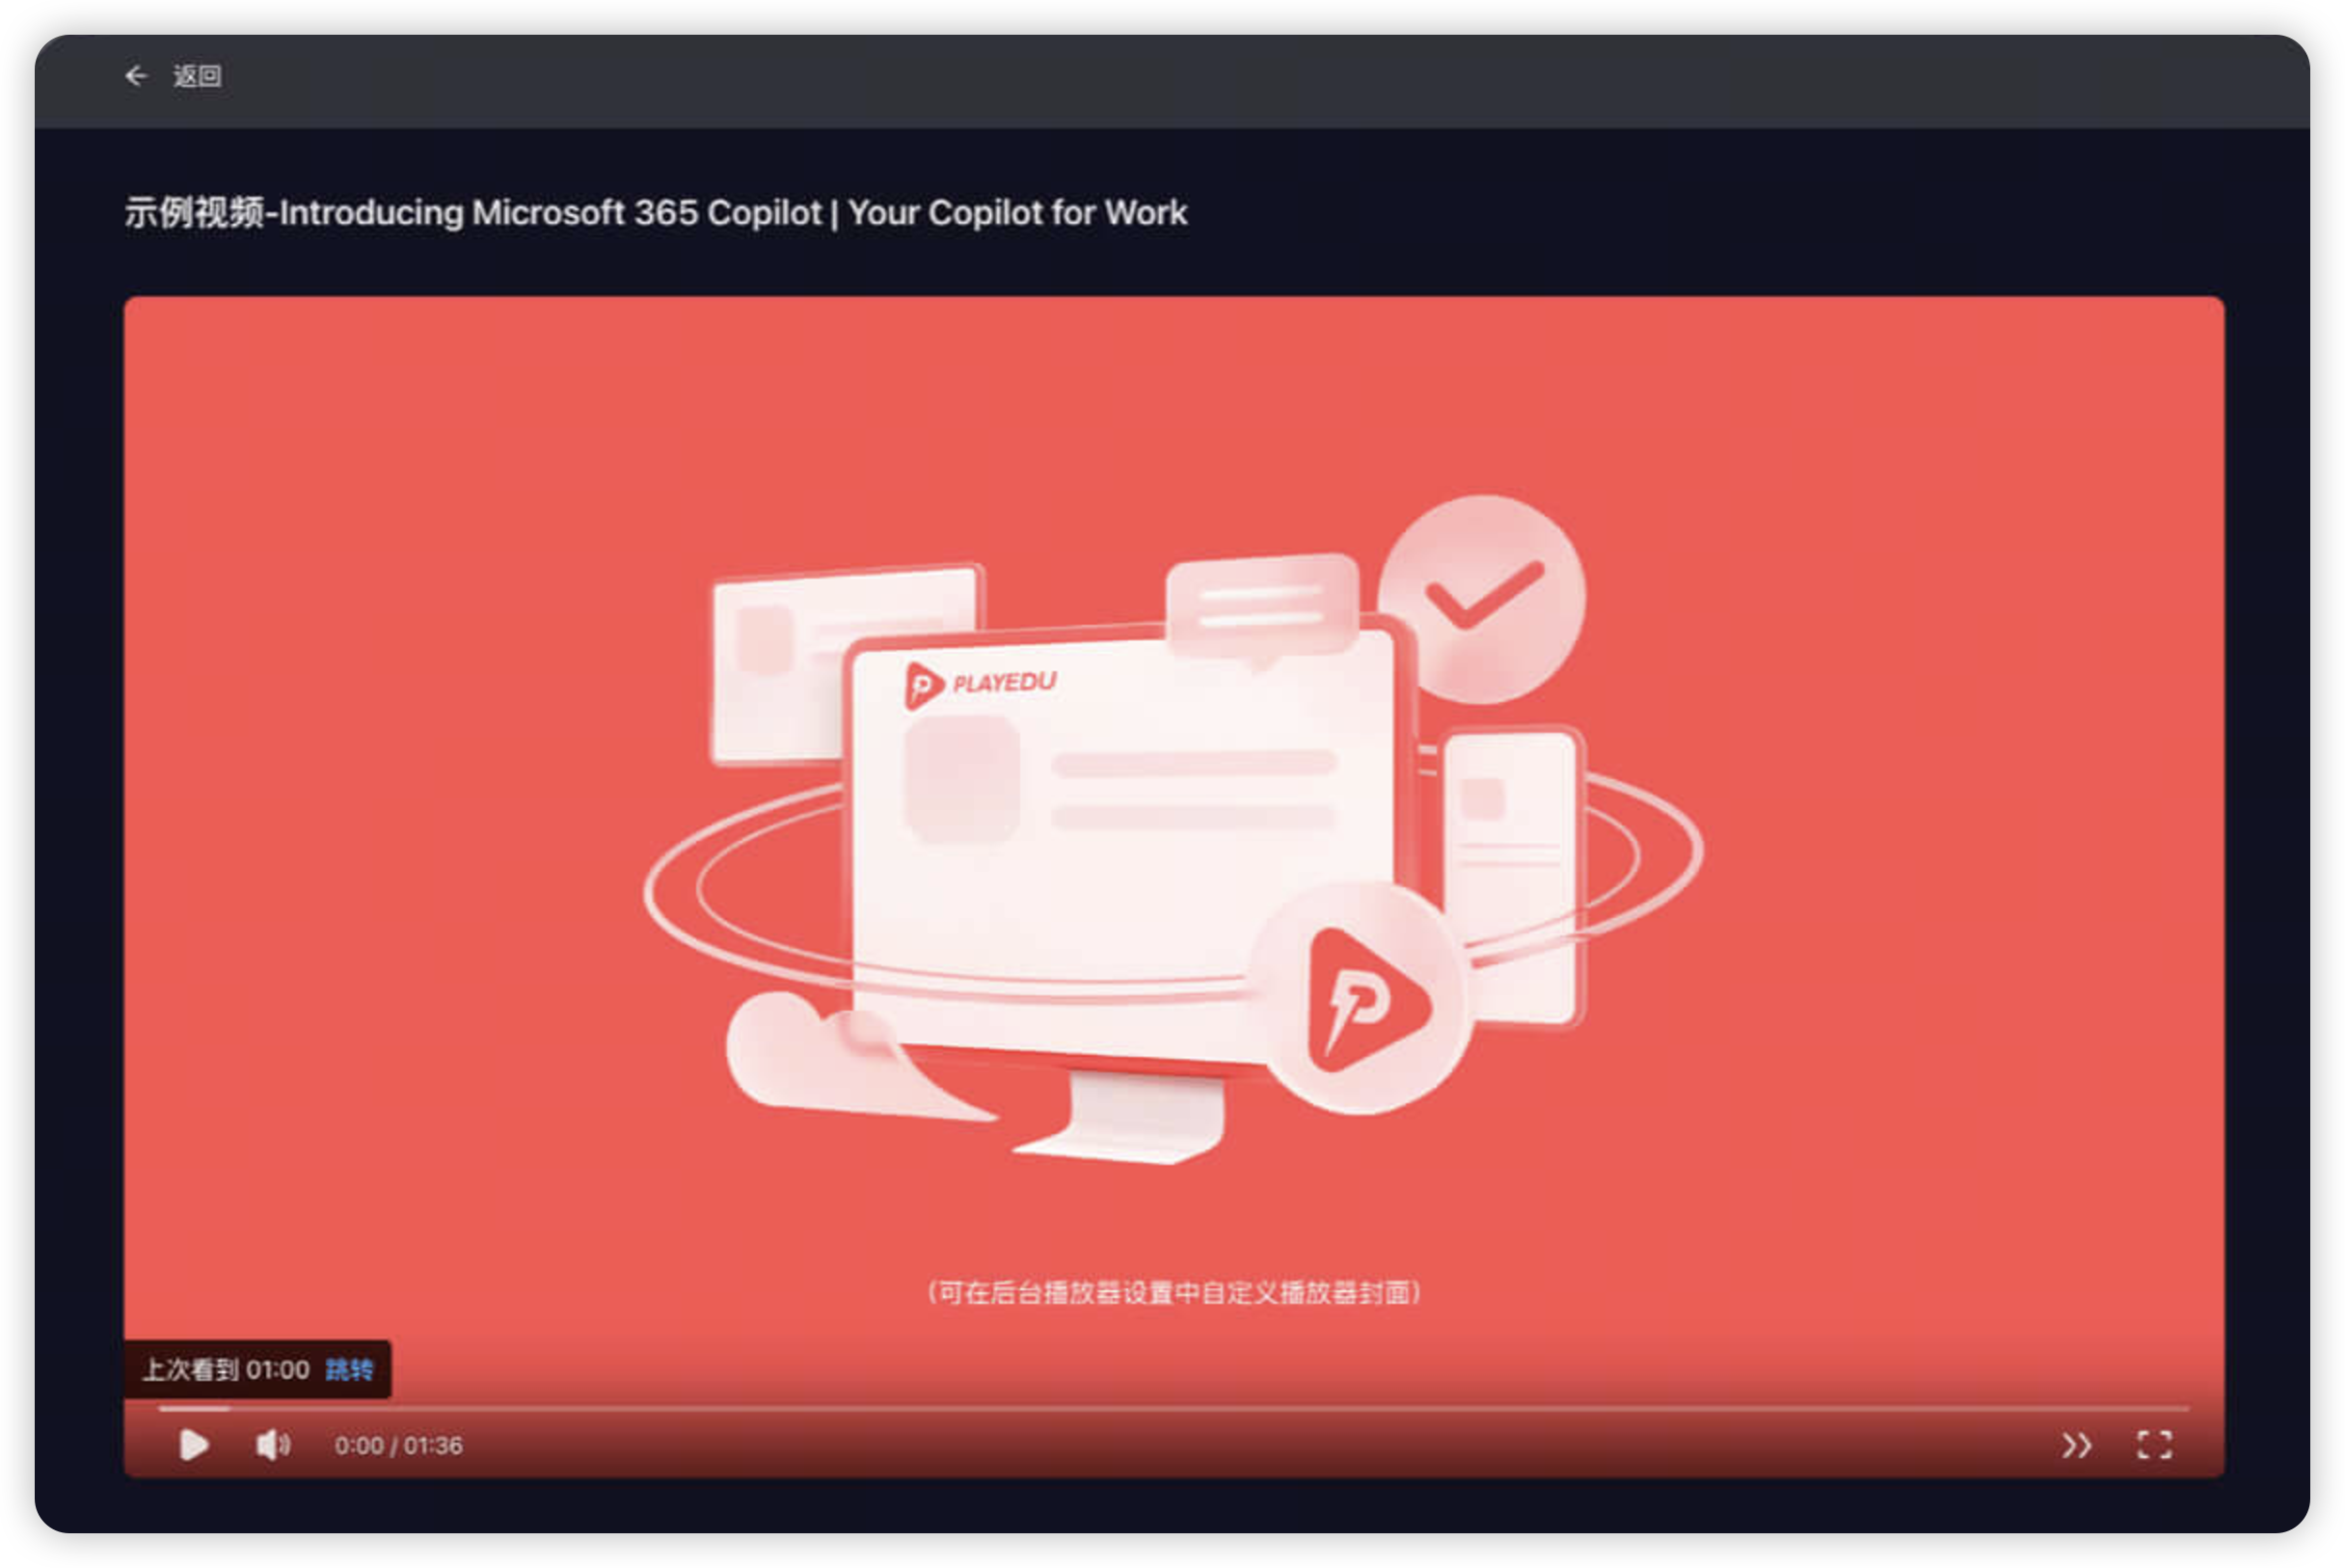 返回
示例视频-Introducing Microsoft 365 Copilot | Your Copilot for Work
PLAYEDU
(可在后台播放器设置中自定义播放器封面)
上次看到 01:00 跳转
0:00 / 01:36